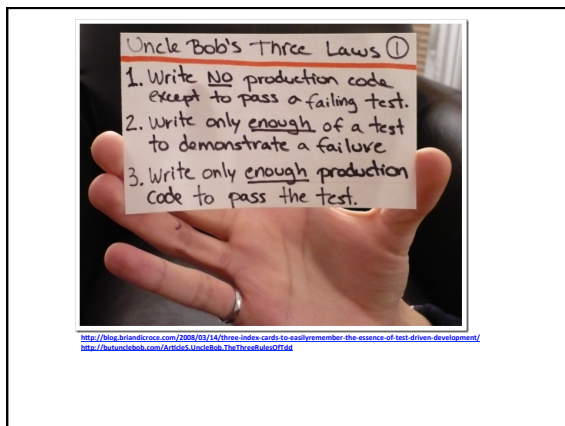 Uncle Bob's Three Laws ①
1. Write NO production code
except to pass a failing test.
2. Write only enough of a test
to demonstrate a failure
3. Write only enough production
code to pass the test.
http://blog.briandicroce.com/2008/03/14/three-index-cards-to-easilyremember-the-essence-of-test-driven-development/
http://butunclebob.com/ArticleS.UncleBob.TheThreeRulesOfTdd